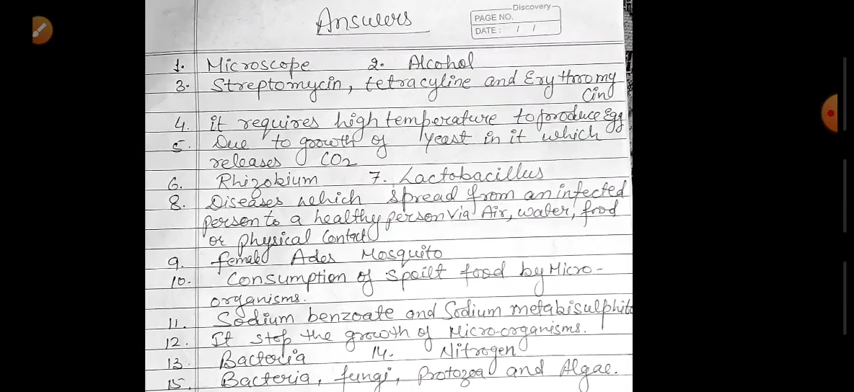 Answers
Discovery
PAGE NO.
DATE: / /
1. Microscope 2. Alcohol
3. Streptomycin, tetracyline and Erythroomy
Cin
4. it requires high temperature to produce Egg
5. Due to growth of yeast in it which
releases CO2
6. Rhizobium 7. Lactobacillus
8. Diseases which spread from an infected
person to a healthy person via Air, water, food
or physical contact
9. female Ades Mosquito
10. Consumption of spoilt food by Micro-
organisms.
11. Sodium benzoate and Sodium metabisulphite
12. It stop the growth of Micro-organisms.
13. Bacteria 14. Nitrogen
15. Bacteria, fungi, Protozoa and Algae.